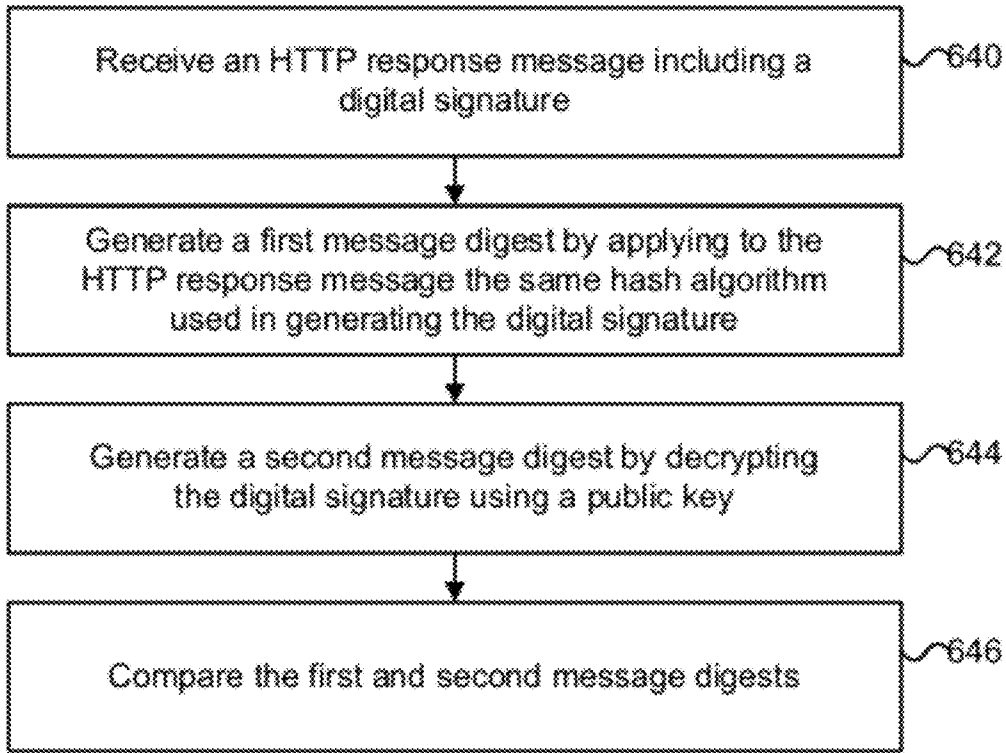 Receive an HTTP response message including a
digital signature
640
Generate a first message digest by applying to the
HTTP response message the same hash algorithm
used in generating the digital signature
642
Generate a second message digest by decrypting
the digital signature using a public key
644
Compare the first and second message digests
646